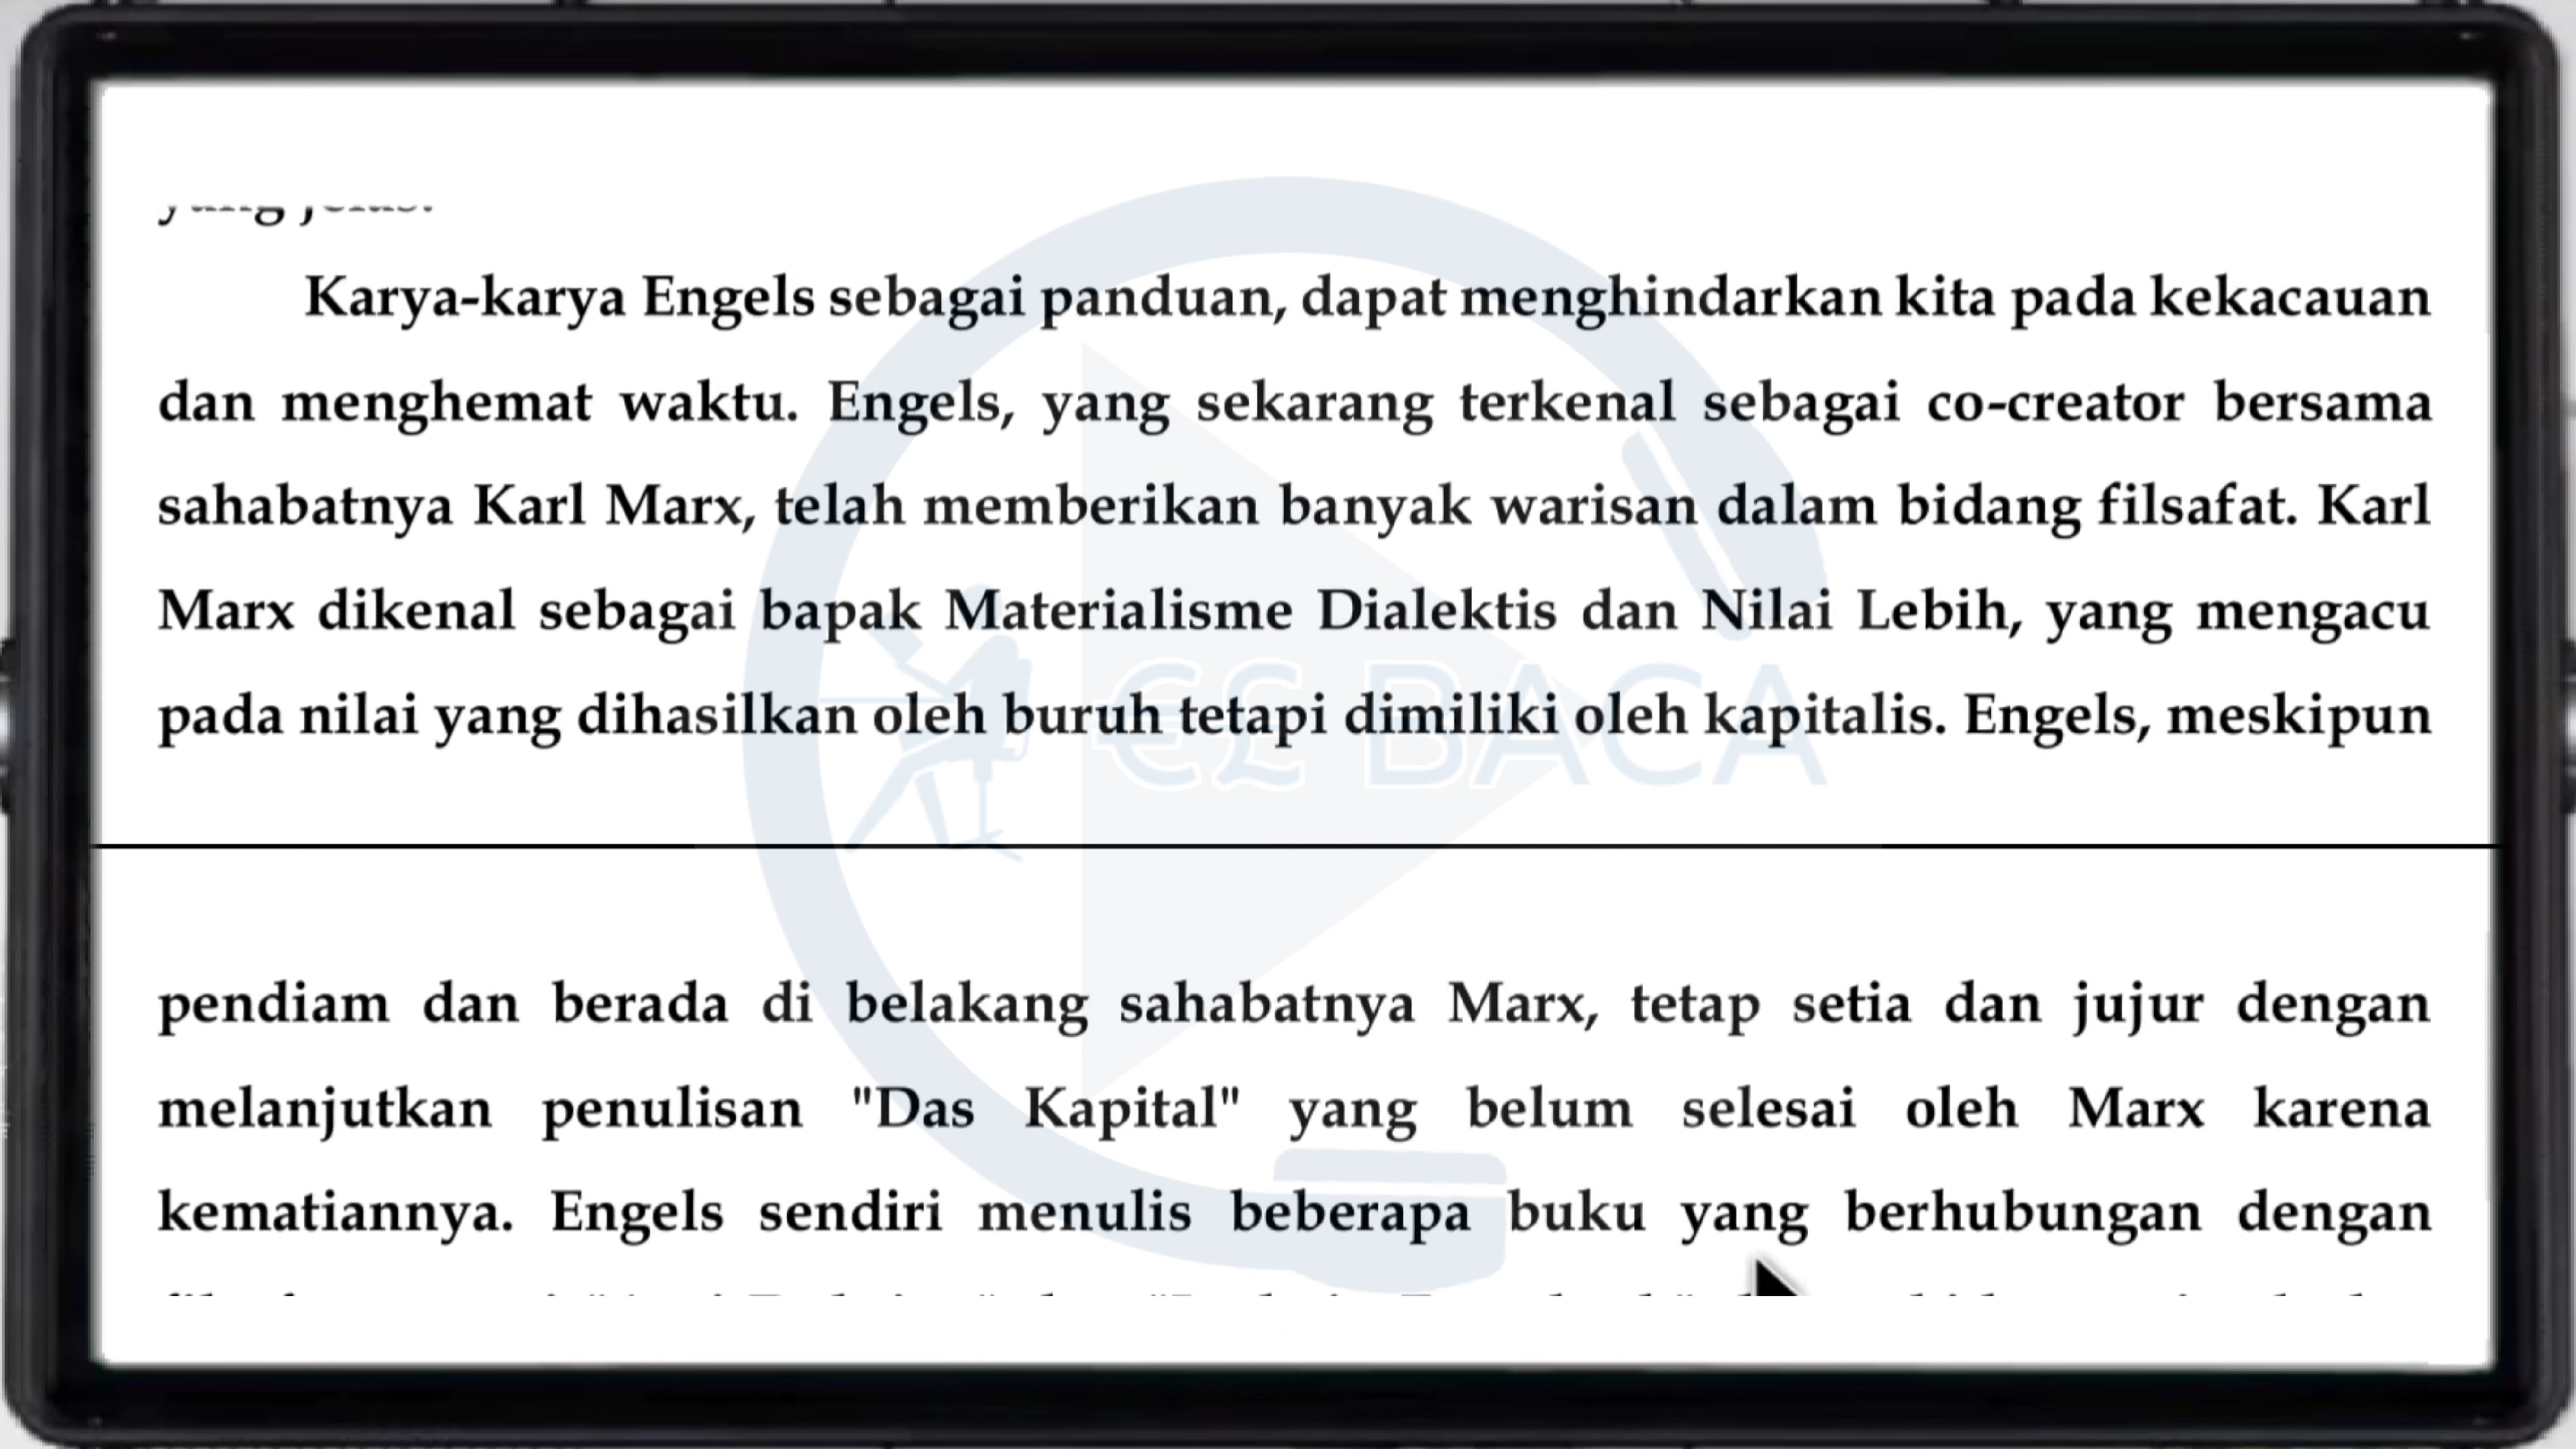 yang jelas.
Karya-karya Engels sebagai panduan, dapat menghindarkan kita pada kekacauan
dan menghemat waktu. Engels, yang sekarang terkenal sebagai co-creator bersama
sahabatnya Karl Marx, telah memberikan banyak warisan dalam bidang filsafat. Karl
Marx dikenal sebagai bapak Materialisme Dialektis dan Nilai Lebih, yang mengacu
pada nilai yang dihasilkan oleh buruh tetapi dimiliki oleh kapitalis. Engels, meskipun
€£ BACA
pendiam dan berada di belakang sahabatnya Marx, tetap setia dan jujur dengan
melanjutkan penulisan "Das Kapital" yang belum selesai oleh Marx karena
kematiannya. Engels sendiri menulis beberapa buku yang berhubungan dengan